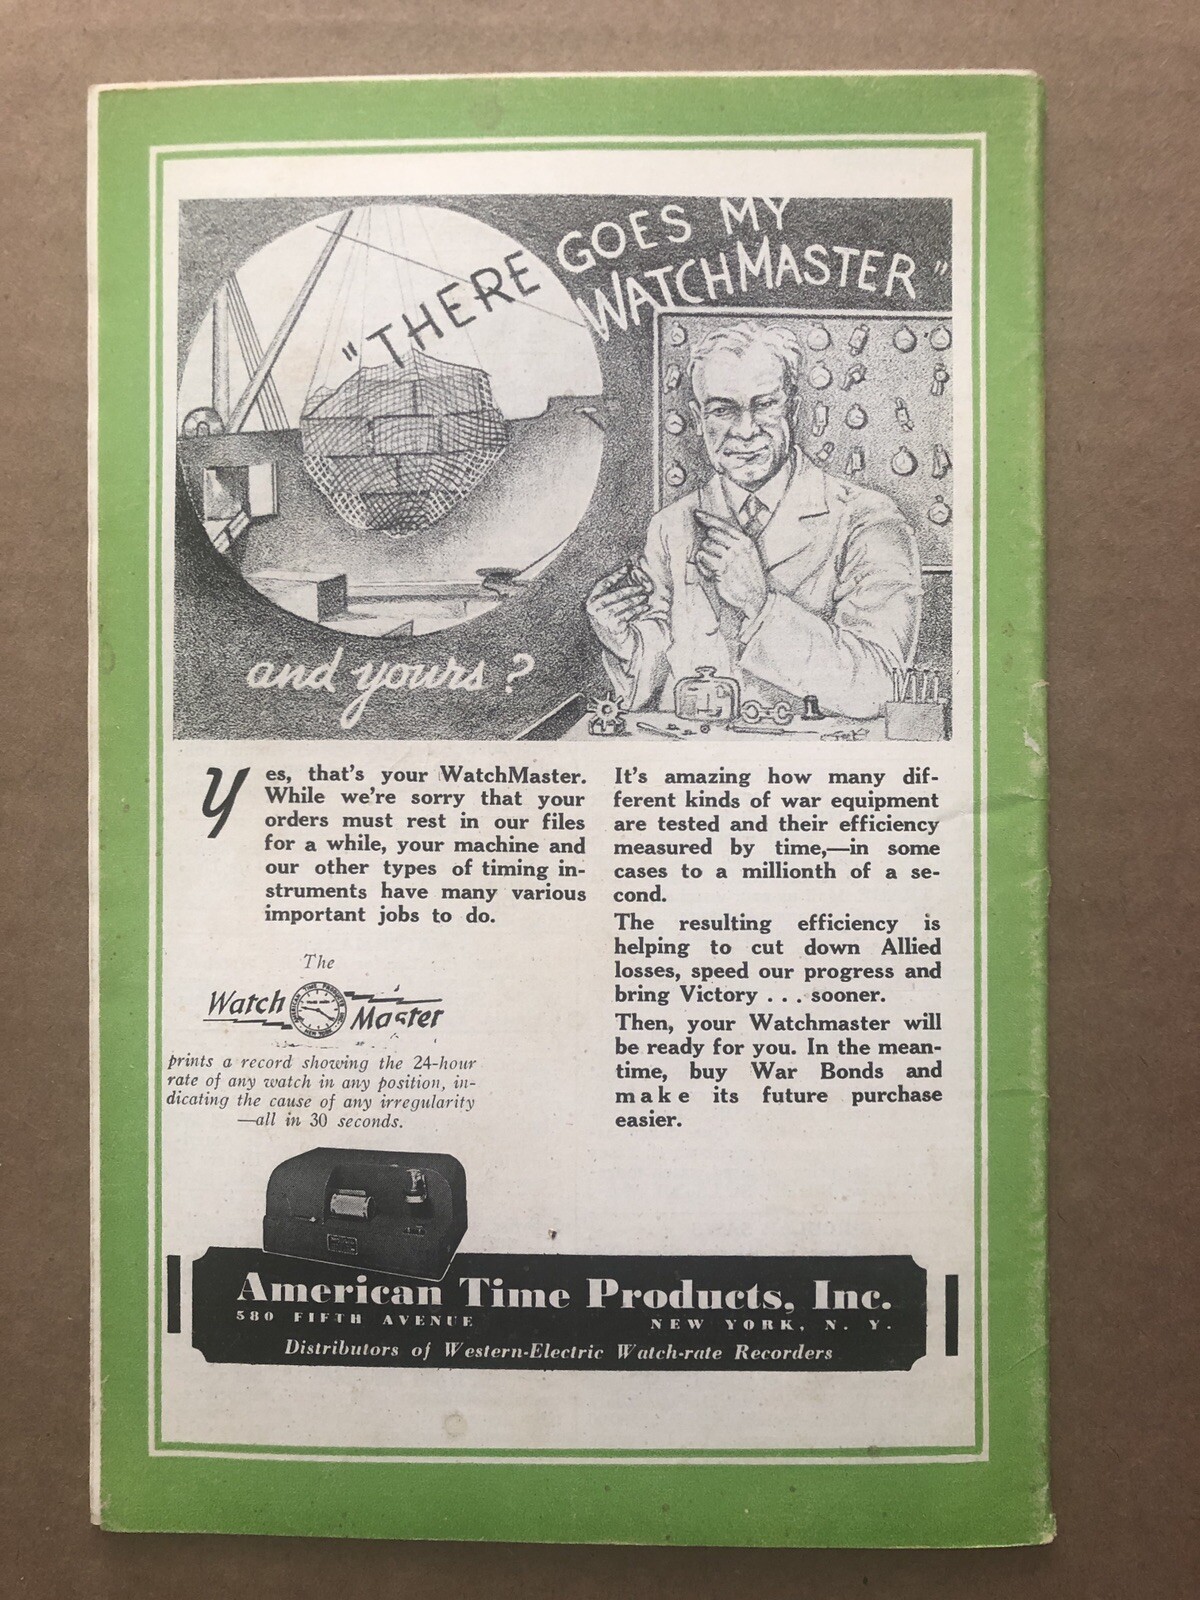 "THERE GOES MY
WATCHMASTER"
and yours?
Yes, that's your WatchMaster.
While we're sorry that your
orders must rest in our files
for a while, your machine and
our other types of timing in-
struments have many various
important jobs to do.
The
Watch Master
AMERICAN TIME PRODUCTS INC.
NEW YORK
prints a record showing the 24-hour
rate of any watch in any position, in-
dicating the cause of any irregularity
—all in 30 seconds.
It's amazing how many dif-
ferent kinds of war equipment
are tested and their efficiency
measured by time,—in some
cases to a millionth of a se-
cond.
The resulting efficiency is
helping to cut down Allied
losses, speed our progress and
bring Victory . . . sooner.
Then, your Watchmaster will
be ready for you. In the mean-
time, buy War Bonds and
make its future purchase
easier.
American Time Products, Inc.
580 FIFTH AVENUE NEW YORK, N. Y.
Distributors of Western-Electric Watch-rate Recorders